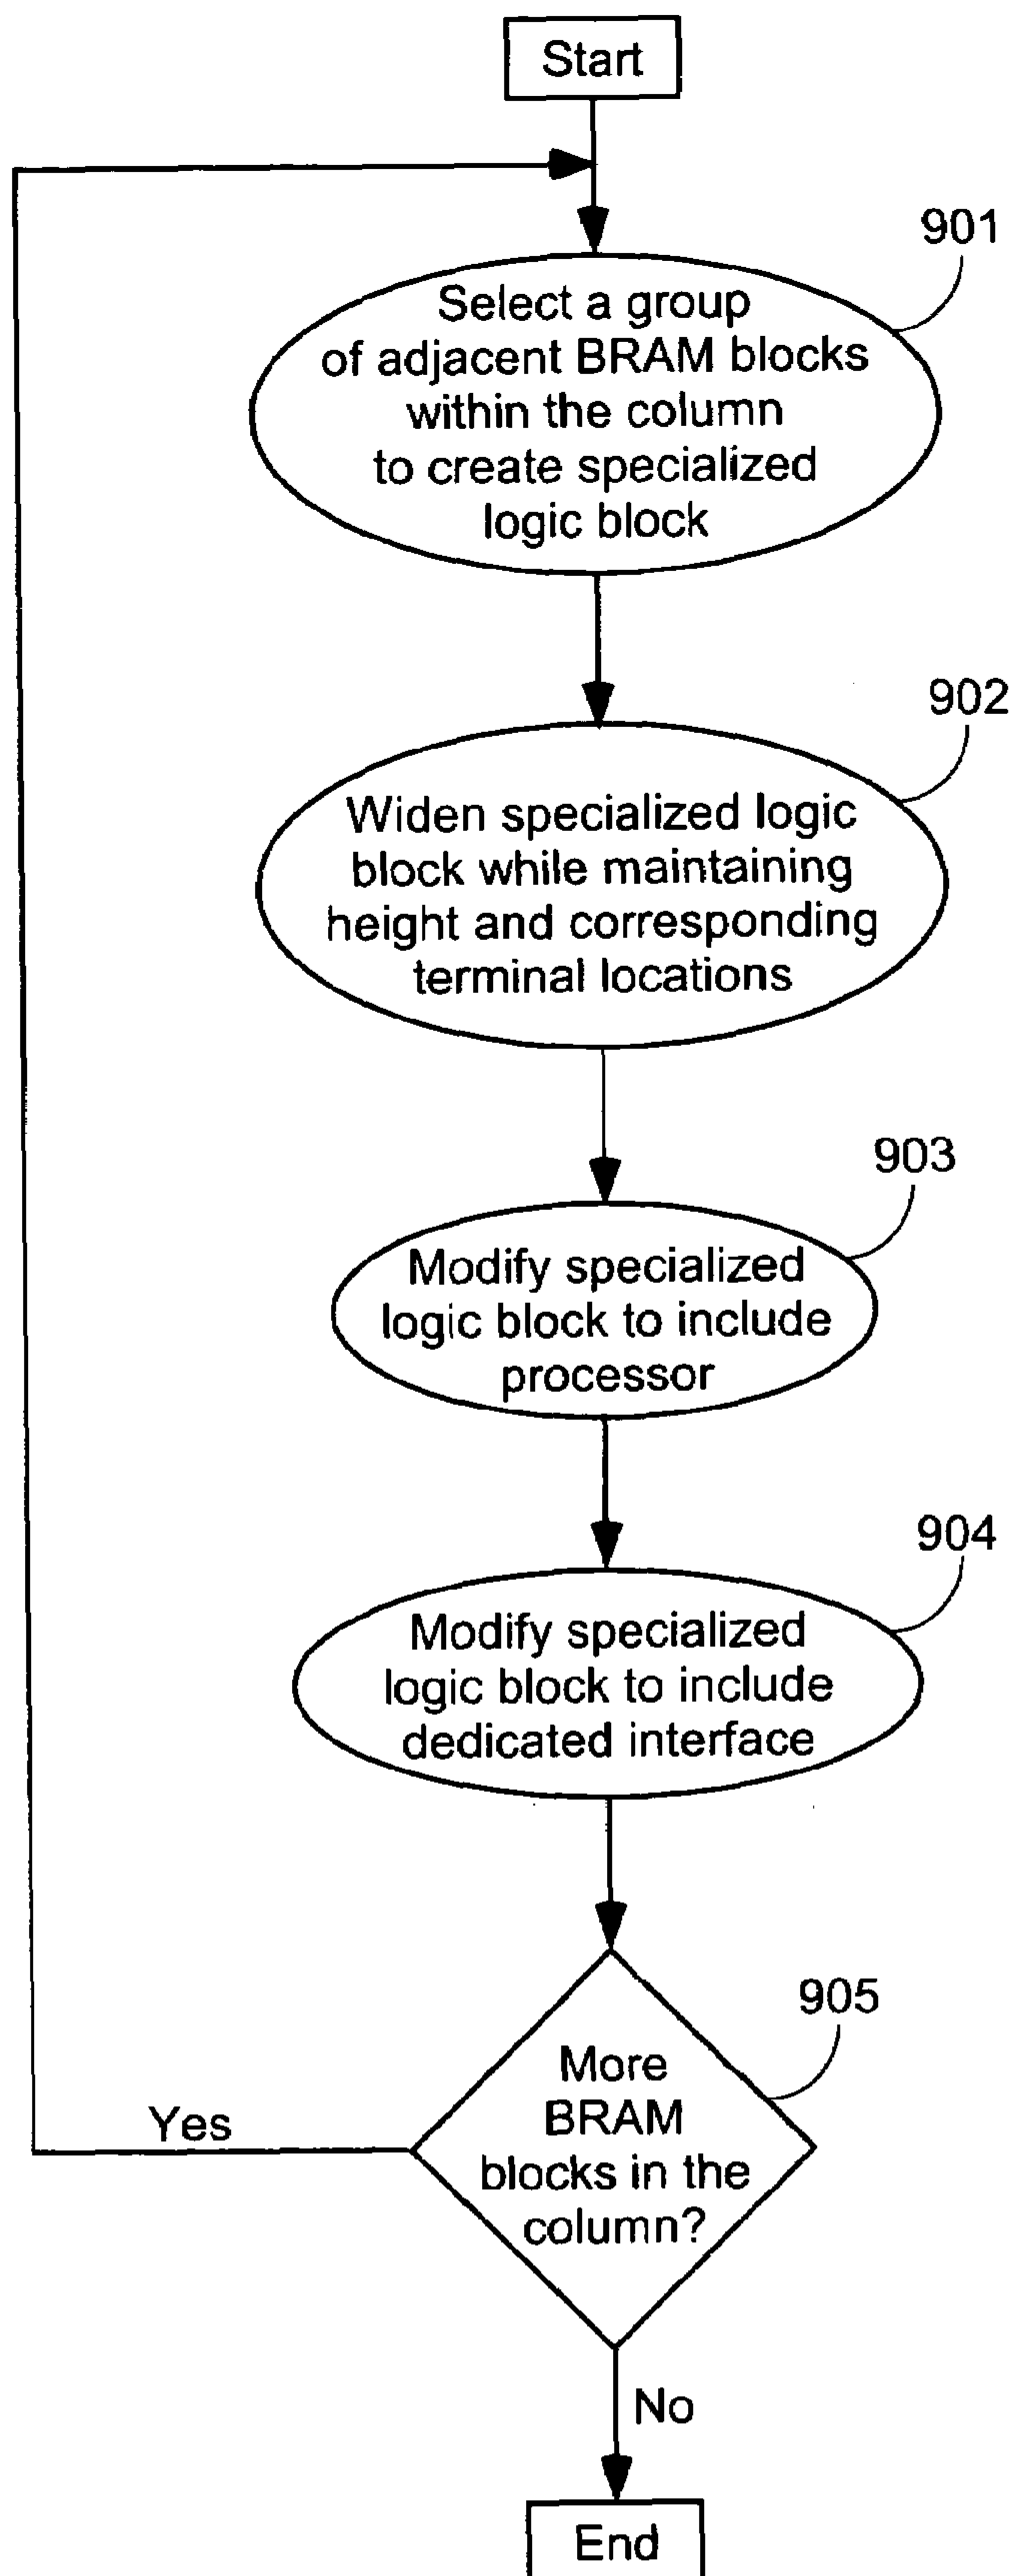 Start
901
Select a group
of adjacent BRAM blocks
within the column
to create specialized
logic block
902
Widen specialized logic
block while maintaining
height and corresponding
terminal locations
903
Modify specialized
logic block to include
processor
904
Modify specialized
logic block to include
dedicated interface
905
More
BRAM
blocks in the
column?
Yes
No
End